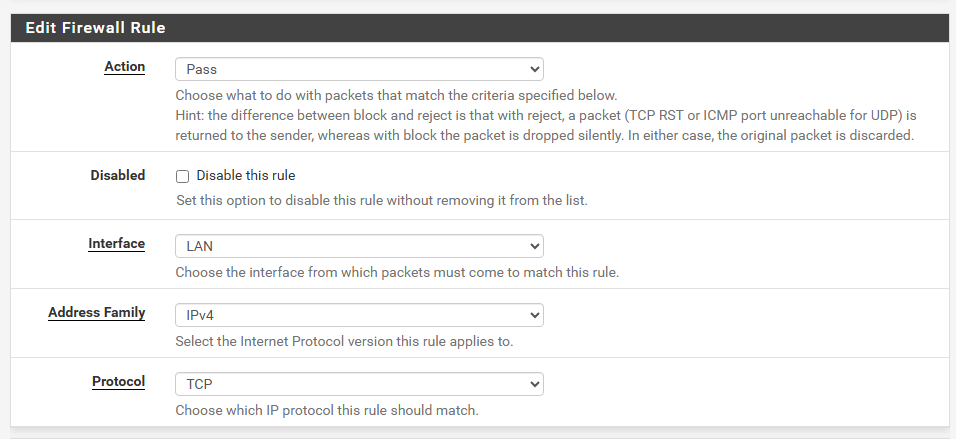 Edit Firewall Rule
Action
Pass
Choose what to do with packets that match the criteria specified below.
Hint: the difference between block and reject is that with reject, a packet (TCP RST or ICMP port unreachable for UDP) is
returned to the sender, whereas with block the packet is dropped silently. In either case, the original packet is discarded.
Disabled
Disable this rule
Set this option to disable this rule without removing it from the list.
Interface
LAN
Choose the interface from which packets must come to match this rule.
Address Family
IPv4
Select the Internet Protocol version this rule applies to.
Protocol
TCP
Choose which IP protocol this rule should match.